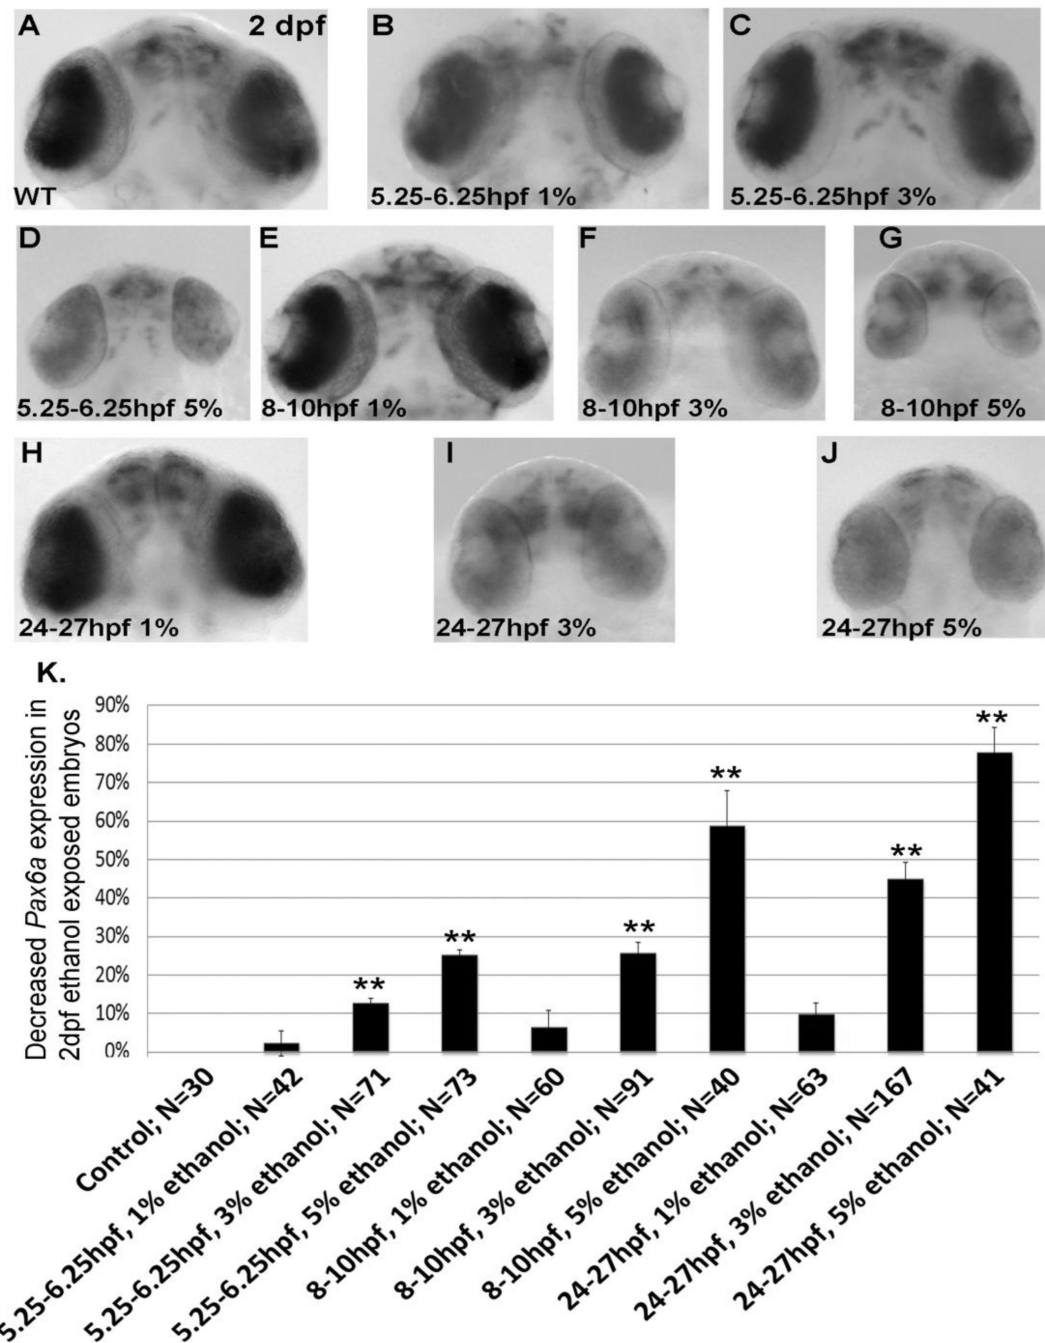 A 2 dpf
WT
B
5.25-6.25hpf 1%
C
5.25-6.25hpf 3%
D
5.25-6.25hpf 5%
E
8-10hpf 1%
F
8-10hpf 3%
G
8-10hpf 5%
H
24-27hpf 1%
I
24-27hpf 3%
J
24-27hpf 5%
K.
Decreased Pax6a expression in
2dpf ethanol exposed embryos
90%
80%
70%
60%
50%
40%
30%
20%
10%
0%
**
**
**
**
**
**
Control; N=30
5.25-6.25hpf, 1% ethanol; N=42
5.25-6.25hpf, 3% ethanol; N=71
5.25-6.25hpf, 5% ethanol; N=73
8-10hpf, 1% ethanol; N=60
8-10hpf, 3% ethanol; N=91
8-10hpf, 5% ethanol; N=40
24-27hpf, 1% ethanol; N=63
24-27hpf, 3% ethanol; N=167
24-27hpf, 5% ethanol; N=41